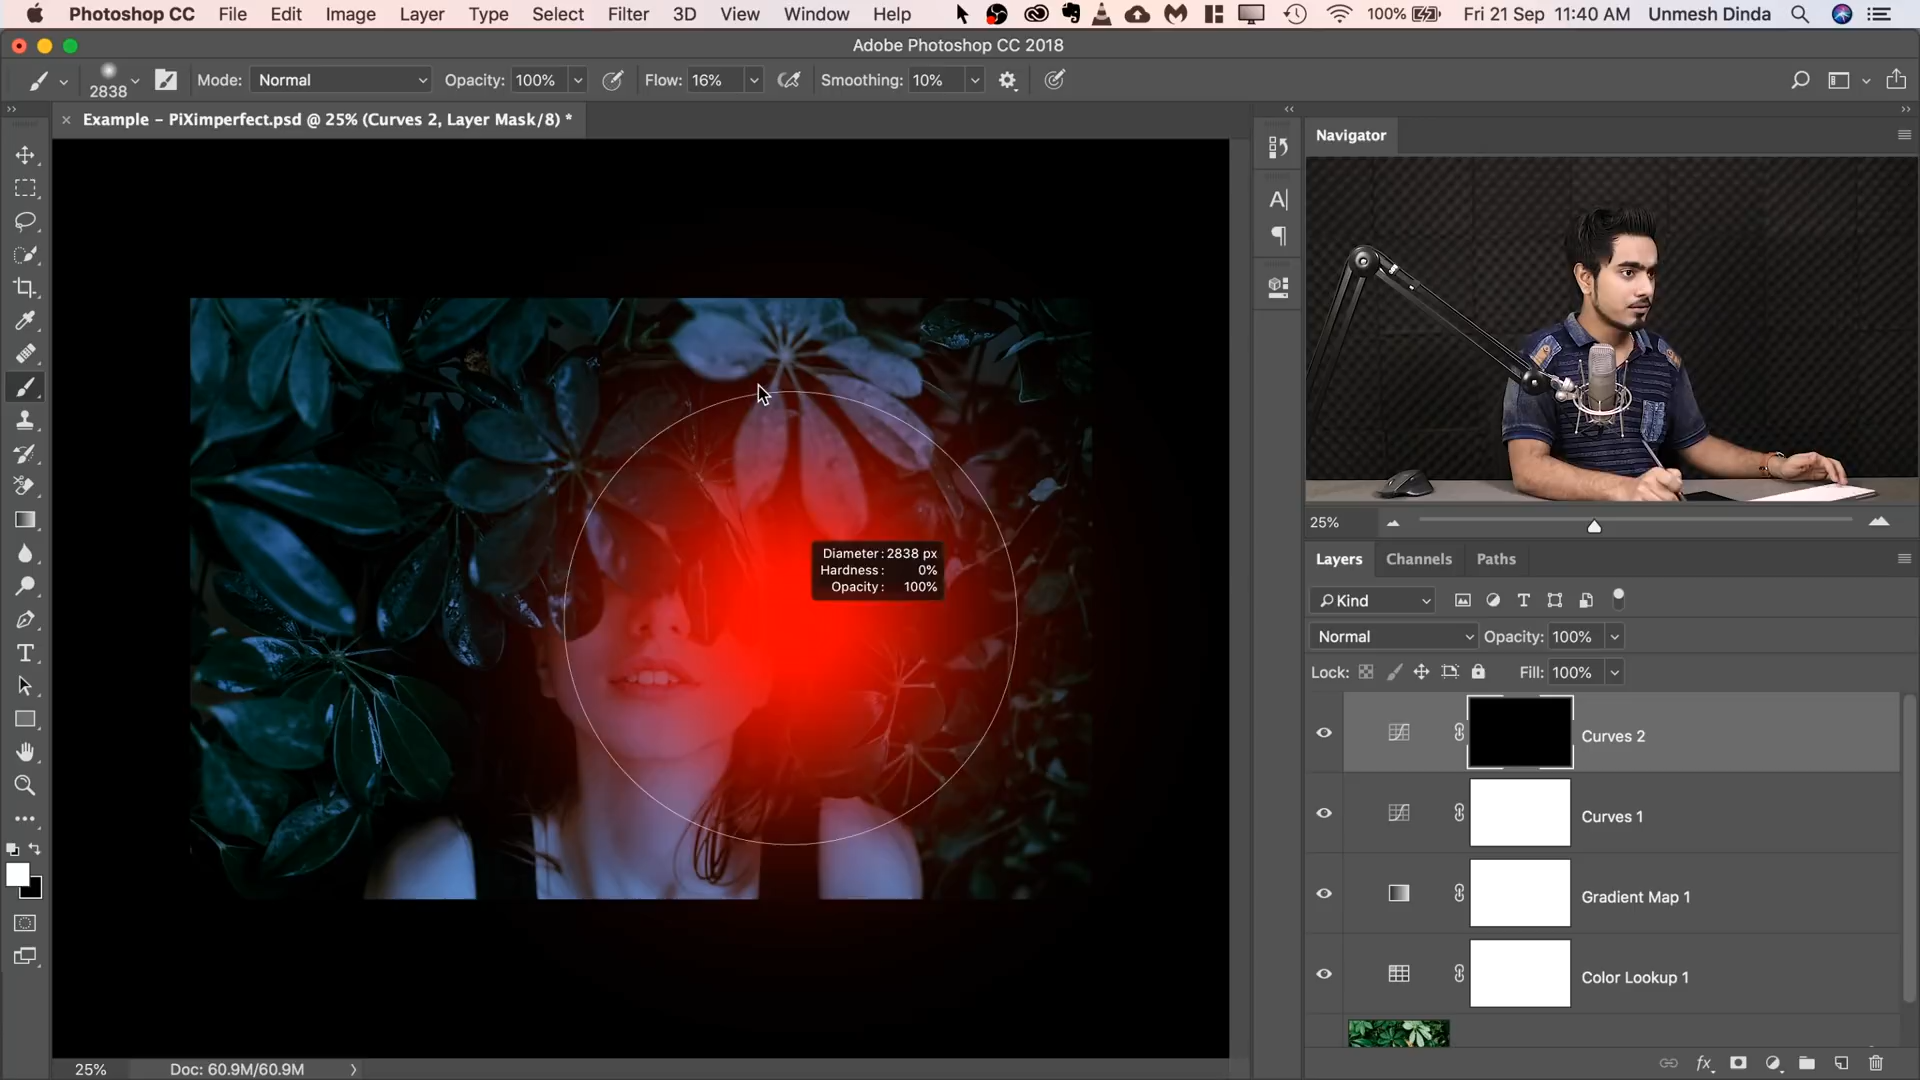 Photoshop CC File Edit Image Layer Type Select Filter 3D View Window Help 100% Fri 21 Sep 11:40 AM Unmesh Dinda
Adobe Photoshop CC 2018
2838 Mode: Normal Opacity: 100% Flow: 16% Smoothing: 10%
Example - PiXimperfect.psd @ 25% (Curves 2, Layer Mask/8) *
Navigator
Diameter: 2838 px
Hardness: 0%
Opacity: 100%
25%
Layers Channels Paths
Kind
Normal Opacity: 100%
Lock: Fill: 100%
Curves 2
Curves 1
Gradient Map 1
Color Lookup 1
25% Doc: 60.9M/60.9M